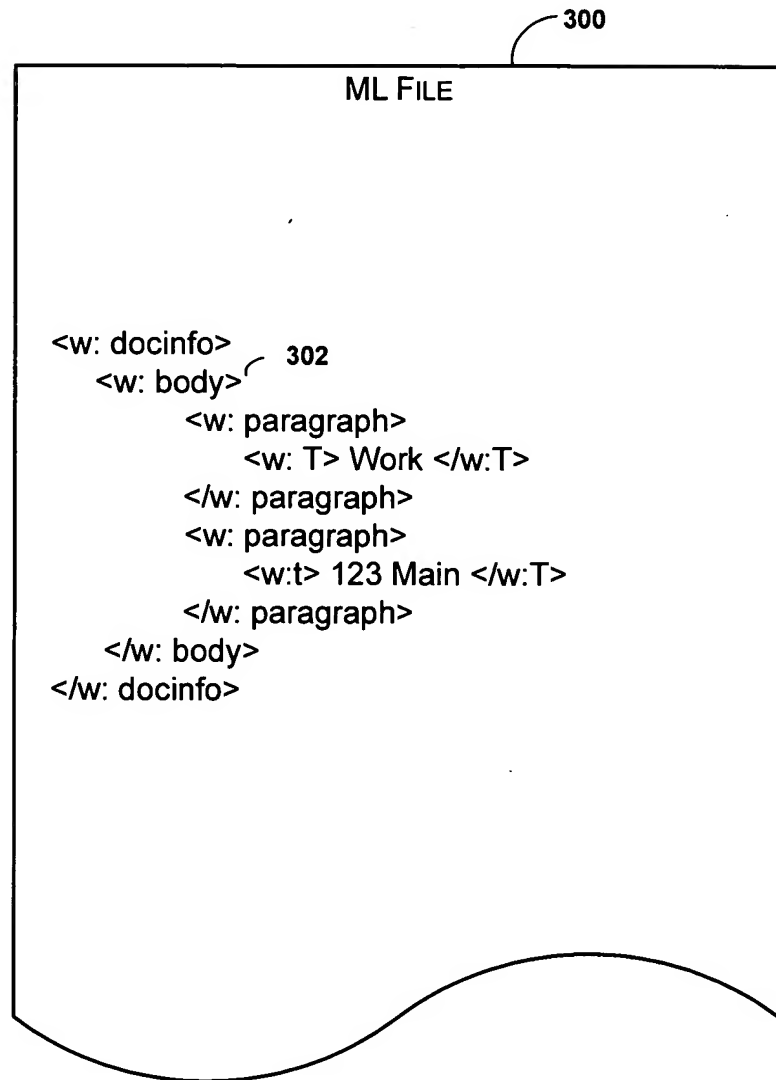 300
ML FILE
<w: docinfo>
302
<w: body>
<w: paragraph>
<w: T> Work </w:T>
</w: paragraph>
<w: paragraph>
<w:t> 123 Main </w:T>
</w: paragraph>
</w: body>
</w: docinfo>